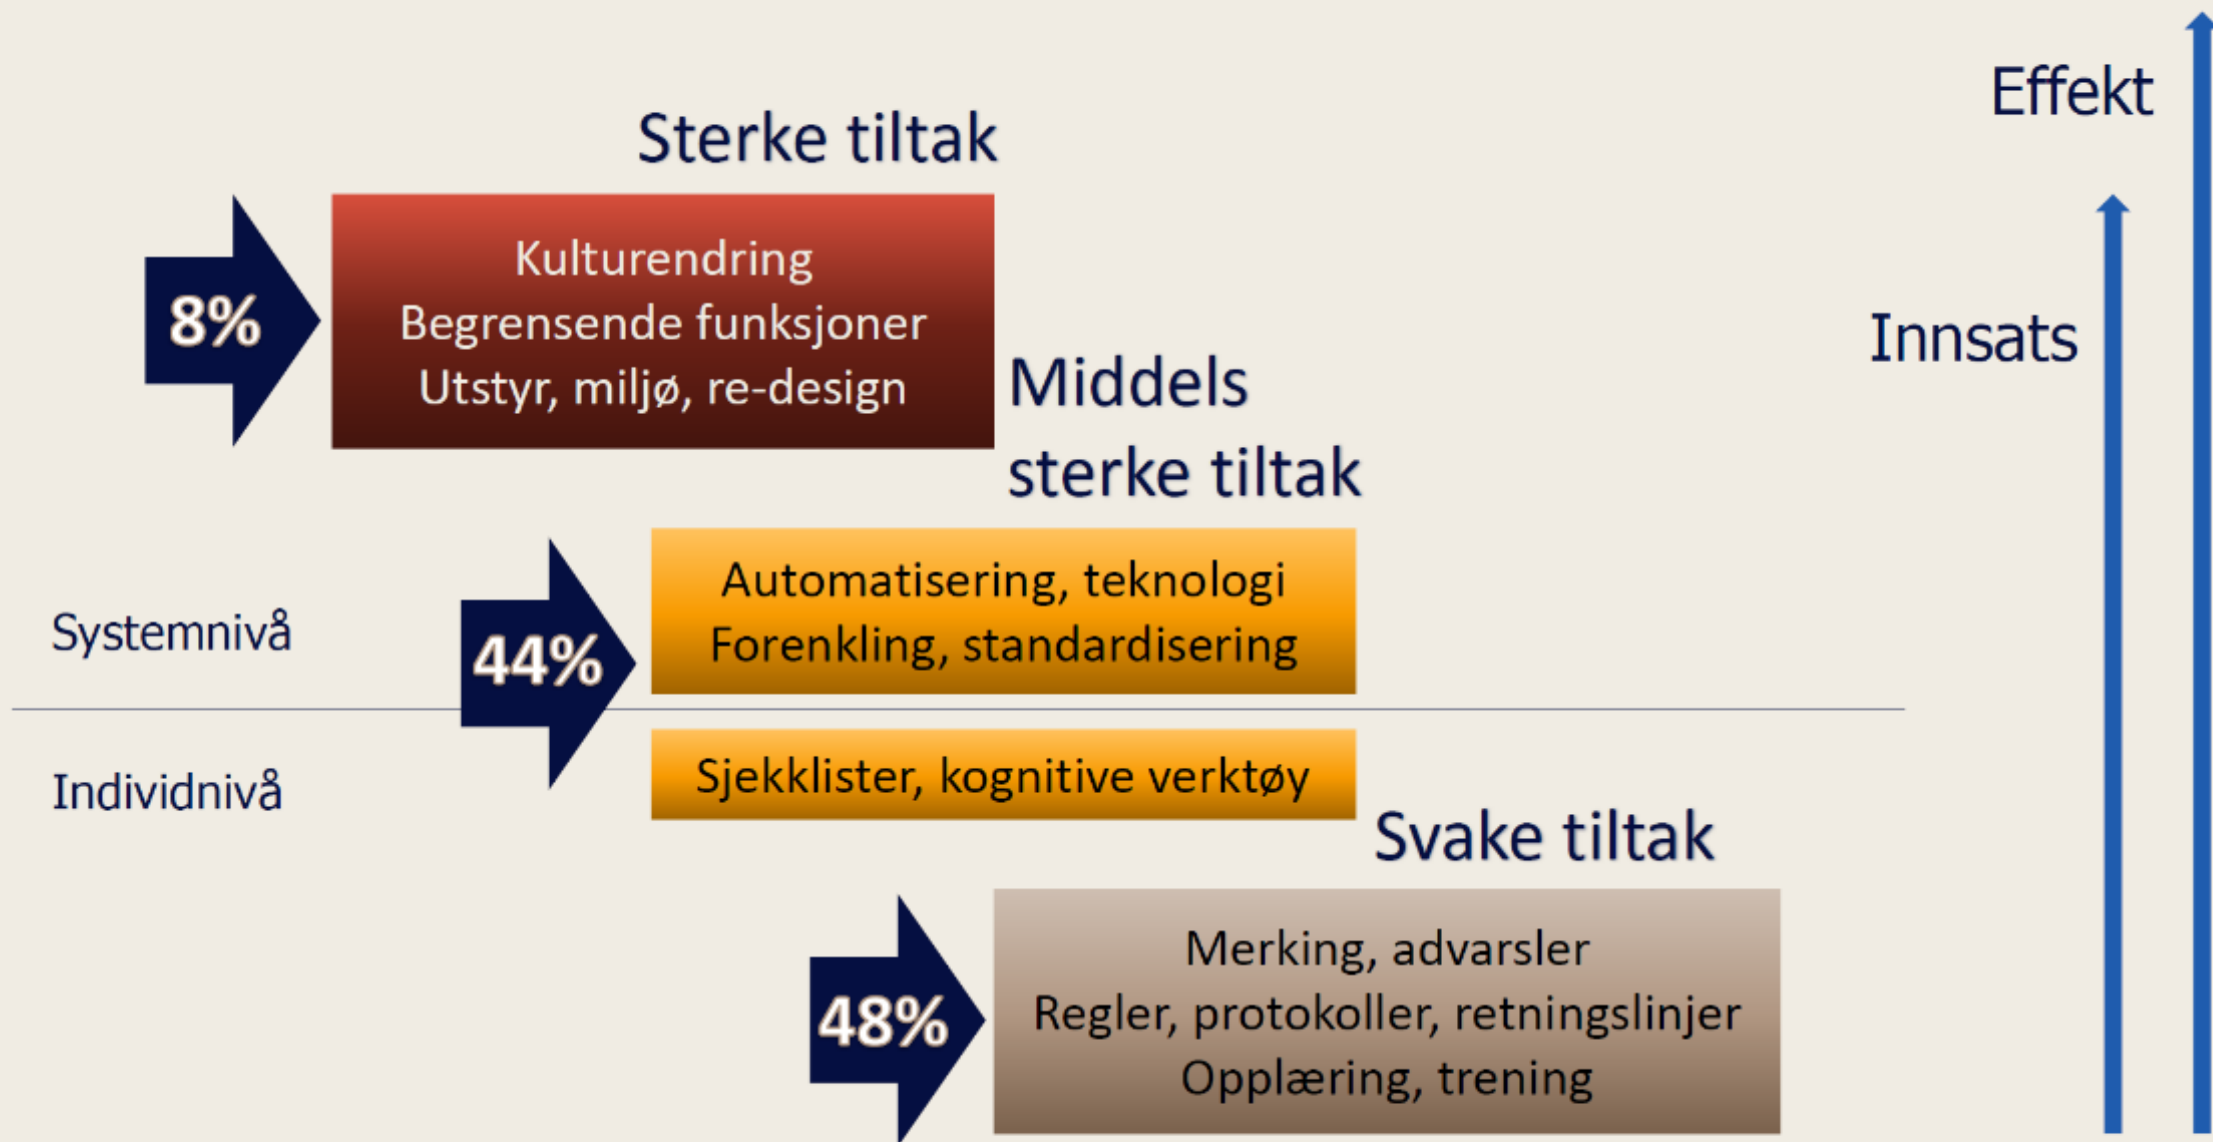 Effekt
Sterke tiltak
8%
Kulturendring
Begrensende funksjoner
Utstyr, miljø, re-design
Innsats
Middels
sterke tiltak
Systemnivå
44%
Automatisering, teknologi
Forenkling, standardisering
Individnivå
Sjekklister, kognitive verktøy
Svake tiltak
48%
Merking, advarsler
Regler, protokoller, retningslinjer
Opplæring, trening